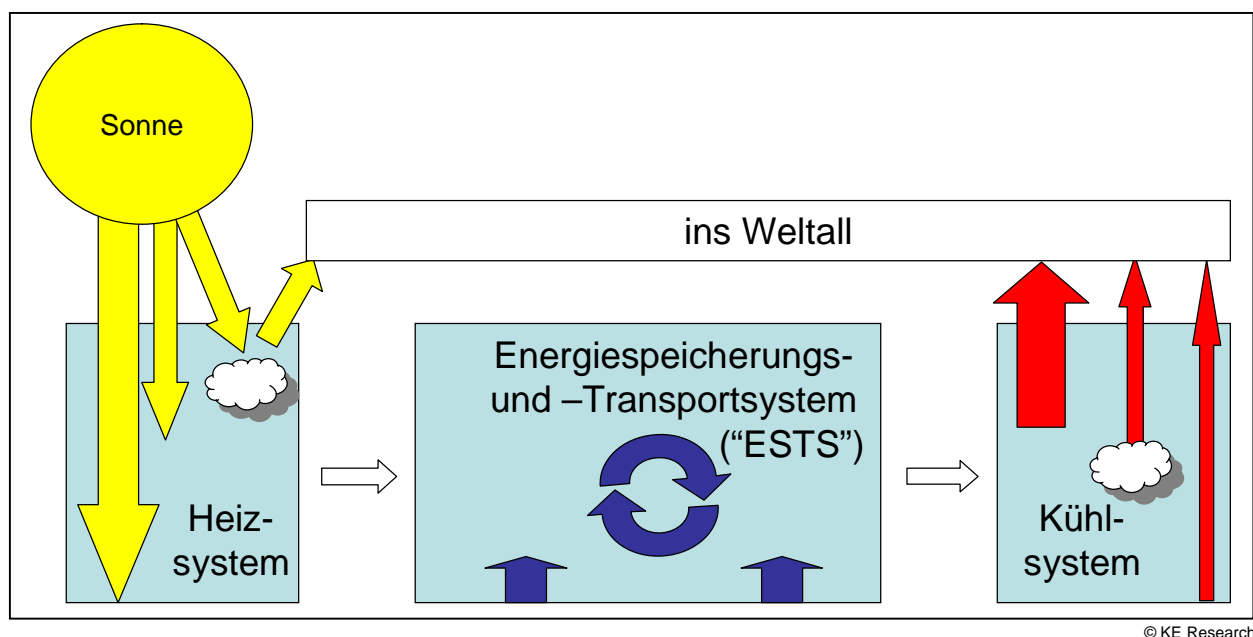 Sonne
ins Weltall
Energiespeicherungs-
und –Transportsystem
(“ESTS”)
Heiz-
system
Kühl-
system
© KE Research